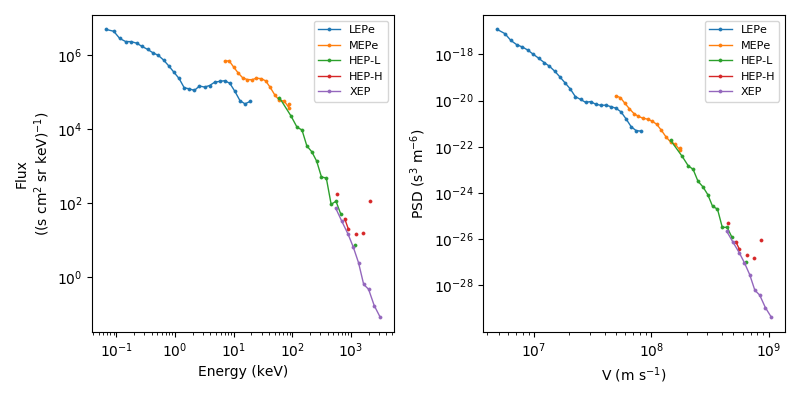 LEPe
MEPe
HEP-L
HEP-H
XEP
10⁶
10⁴
10²
10⁰
Flux
((s cm² sr keV)⁻¹)
10⁻¹ 10⁰ 10¹ 10² 10³
Energy (keV)
LEPe
MEPe
HEP-L
HEP-H
XEP
10⁻¹⁸
10⁻²⁰
10⁻²²
10⁻²⁴
10⁻²⁶
10⁻²⁸
PSD (s³ m⁻⁶)
10⁷ 10⁸ 10⁹
V (m s⁻¹)